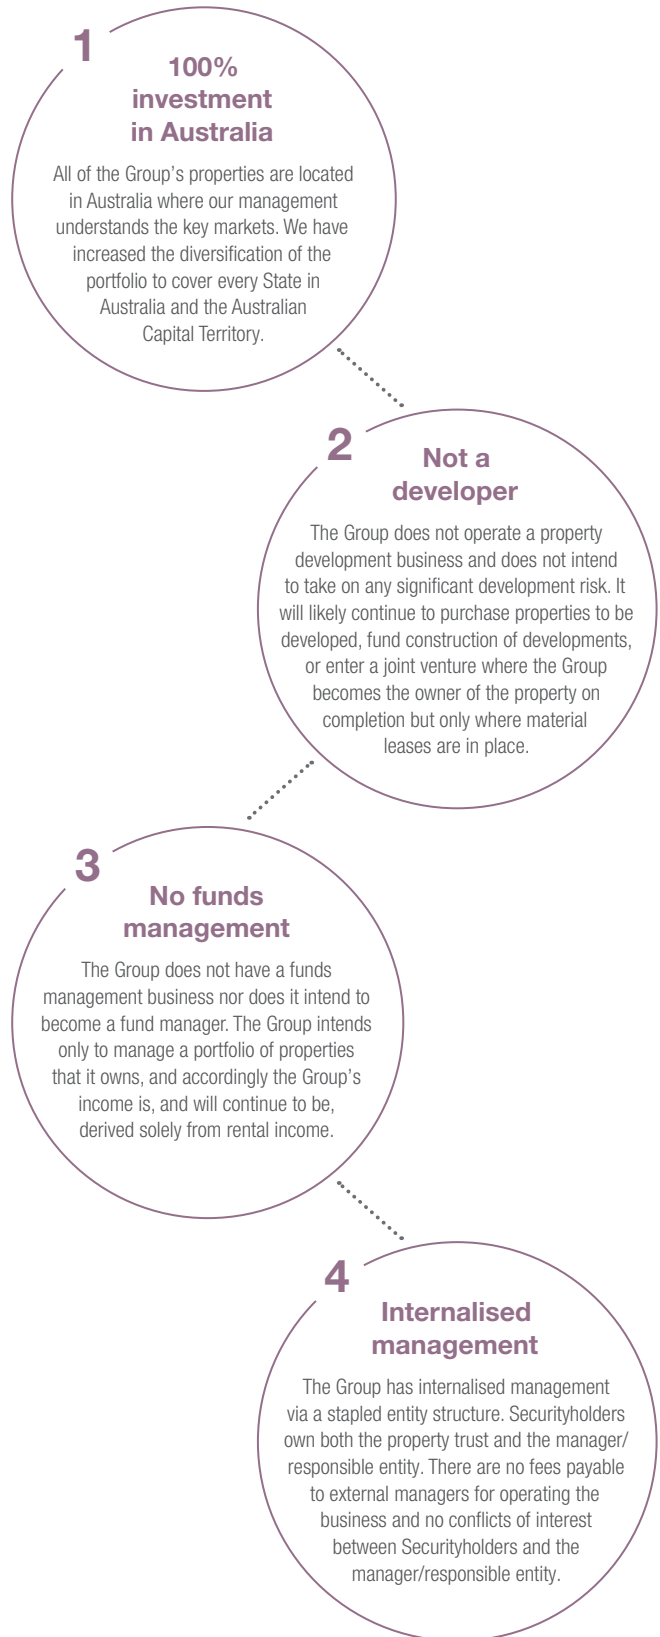 1
100%
investment
in Australia
All of the Group’s properties are located
in Australia where our management
understands the key markets. We have
increased the diversification of the
portfolio to cover every State in
Australia and the Australian
Capital Territory.
2
Not a
developer
The Group does not operate a property
development business and does not intend
to take on any significant development risk. It
will likely continue to purchase properties to be
developed, fund construction of developments,
or enter a joint venture where the Group
becomes the owner of the property on
completion but only where material
leases are in place.
3
No funds
management
The Group does not have a funds
management business nor does it intend to
become a fund manager. The Group intends
only to manage a portfolio of properties
that it owns, and accordingly the Group’s
income is, and will continue to be,
derived solely from rental income.
4
Internalised
management
The Group has internalised management
via a stapled entity structure. Securityholders
own both the property trust and the manager/
responsible entity. There are no fees payable
to external managers for operating the
business and no conflicts of interest
between Securityholders and the
manager/responsible entity.